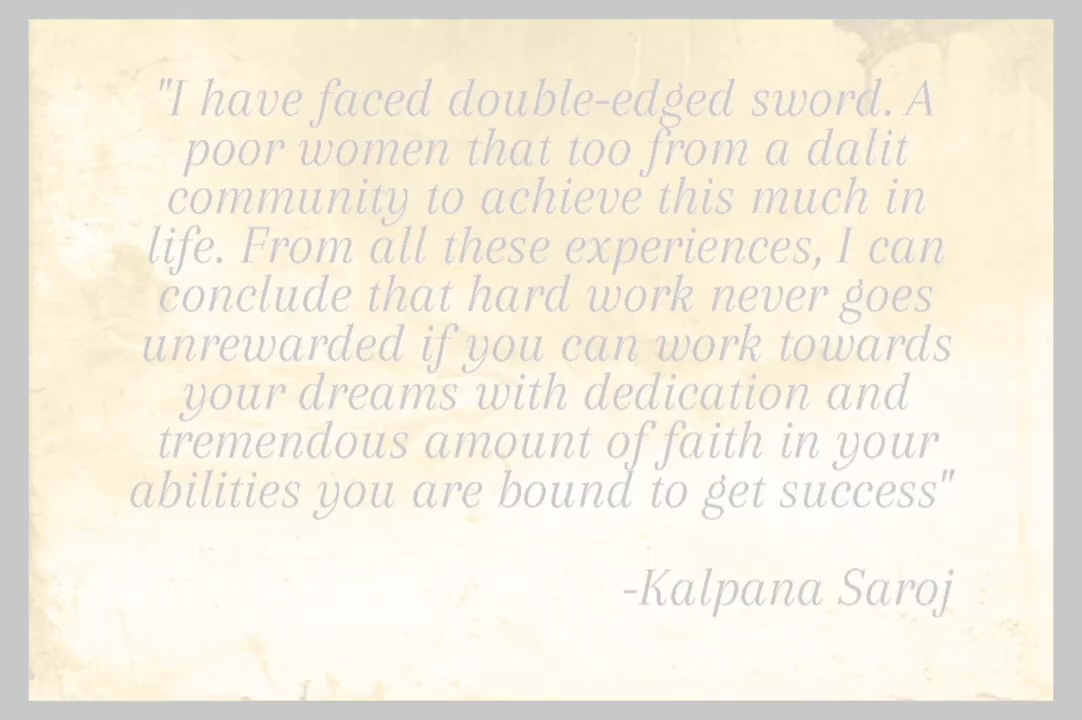 "I have faced double-edged sword. A
poor women that too from a dalit
community to achieve this much in
life. From all these experiences, I can
conclude that hard work never goes
unrewarded if you can work towards
your dreams with dedication and
tremendous amount of faith in your
abilities you are bound to get success"
-Kalpana Saroj